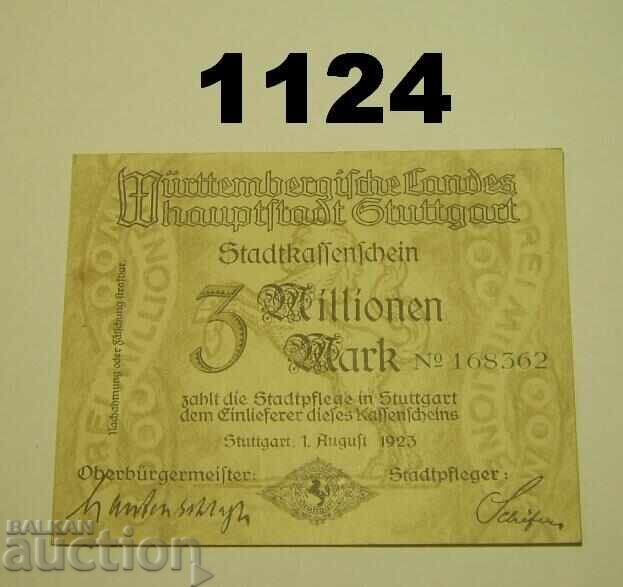 1124
Württembergische Landes
hauptstadt Stuttgart
Stadtkassenschein
3 Millionen
Mark No 168362
zahlt die Stadtpflege in Stuttgart
dem Einlieferer dieses Kassenscheins
Stuttgart, 1. August 1923
Oberbürgermeister: Stadtpfleger:
Nachahmung oder Fälschung strafbar.
BALKAN
auction